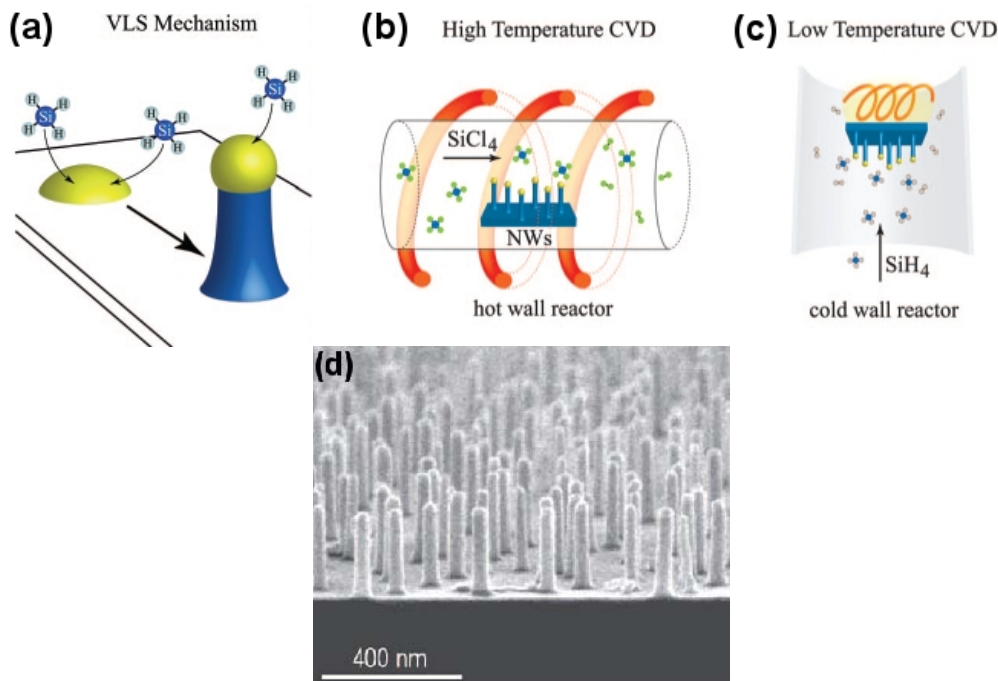 (a)
VLS Mechanism
H
H
Si
H
H
H
H
Si
H
H
H
H
Si
H
H
(b)
High Temperature CVD
SiCl₄
NWs
hot wall reactor
(c)
Low Temperature CVD
SiH₄
cold wall reactor
(d)
400 nm